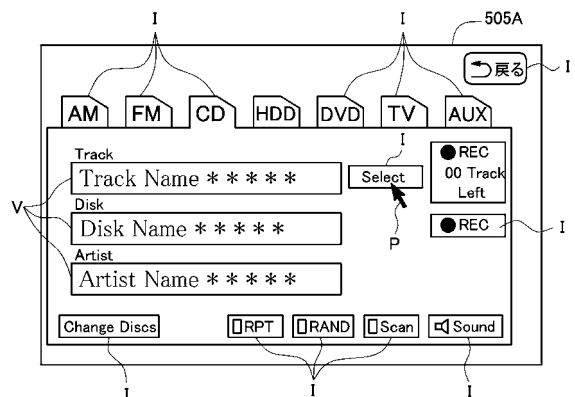 I I 505A
戻る I
AM FM CD HDD DVD TV AUX
I
Track
Track Name * * * * *
Select
REC
00 Track
Left
V
Disk
Disk Name * * * * *
P
REC I
Artist
Artist Name * * * * *
Change Discs RPT RAND Scan Sound
I I I